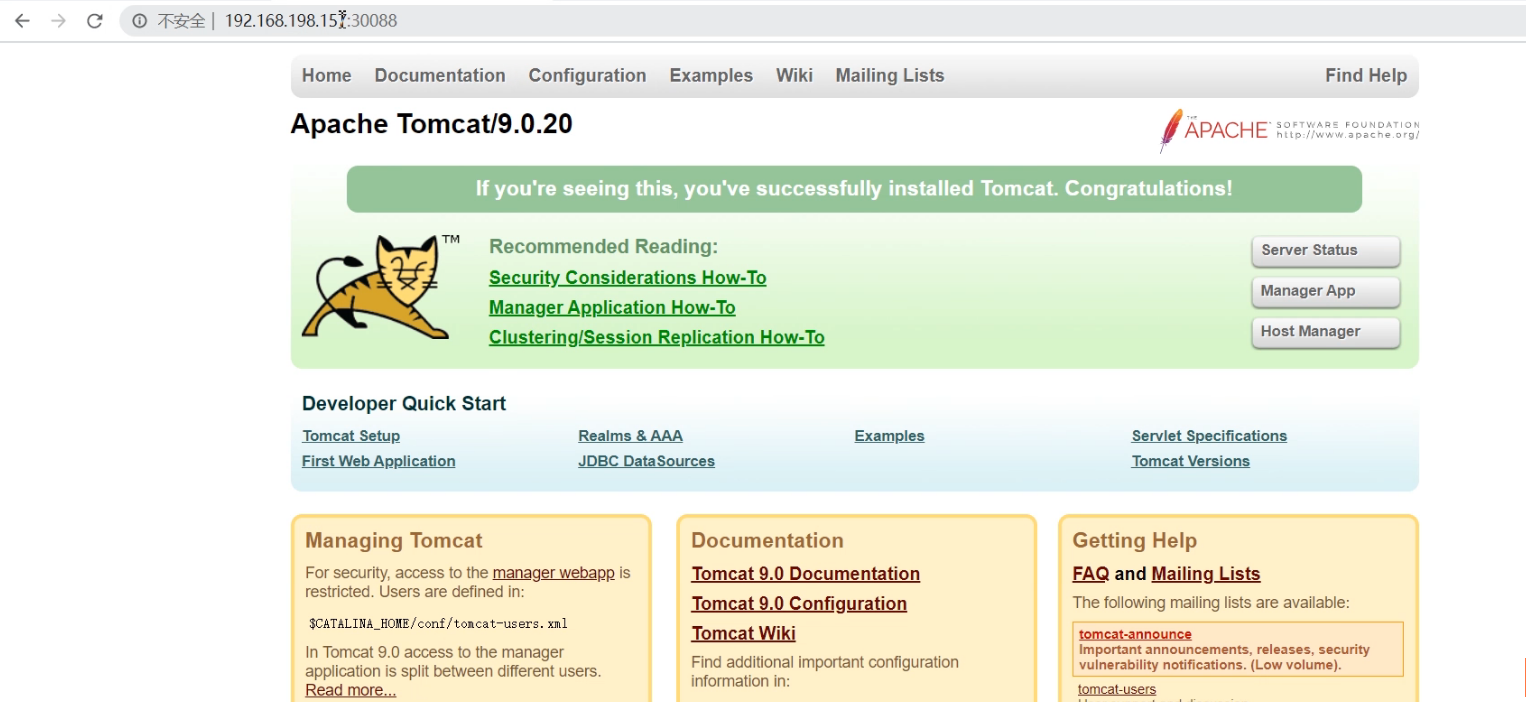 不安全 | 192.168.198.157:30088
Home Documentation Configuration Examples Wiki Mailing Lists Find Help
Apache Tomcat/9.0.20
THE APACHE SOFTWARE FOUNDATION
http://www.apache.org/
If you're seeing this, you've successfully installed Tomcat. Congratulations!
TM
Recommended Reading:
Security Considerations How-To
Manager Application How-To
Clustering/Session Replication How-To
Server Status
Manager App
Host Manager
Developer Quick Start
Tomcat Setup
First Web Application
Realms & AAA
JDBC DataSources
Examples
Servlet Specifications
Tomcat Versions
Managing Tomcat
For security, access to the manager webapp is
restricted. Users are defined in:
$CATALINA_HOME/conf/tomcat-users.xml
In Tomcat 9.0 access to the manager
application is split between different users.
Read more...
Documentation
Tomcat 9.0 Documentation
Tomcat 9.0 Configuration
Tomcat Wiki
Find additional important configuration
information in:
Getting Help
FAQ and Mailing Lists
The following mailing lists are available:
tomcat-announce
Important announcements, releases, security
vulnerability notifications. (Low volume).
tomcat-users